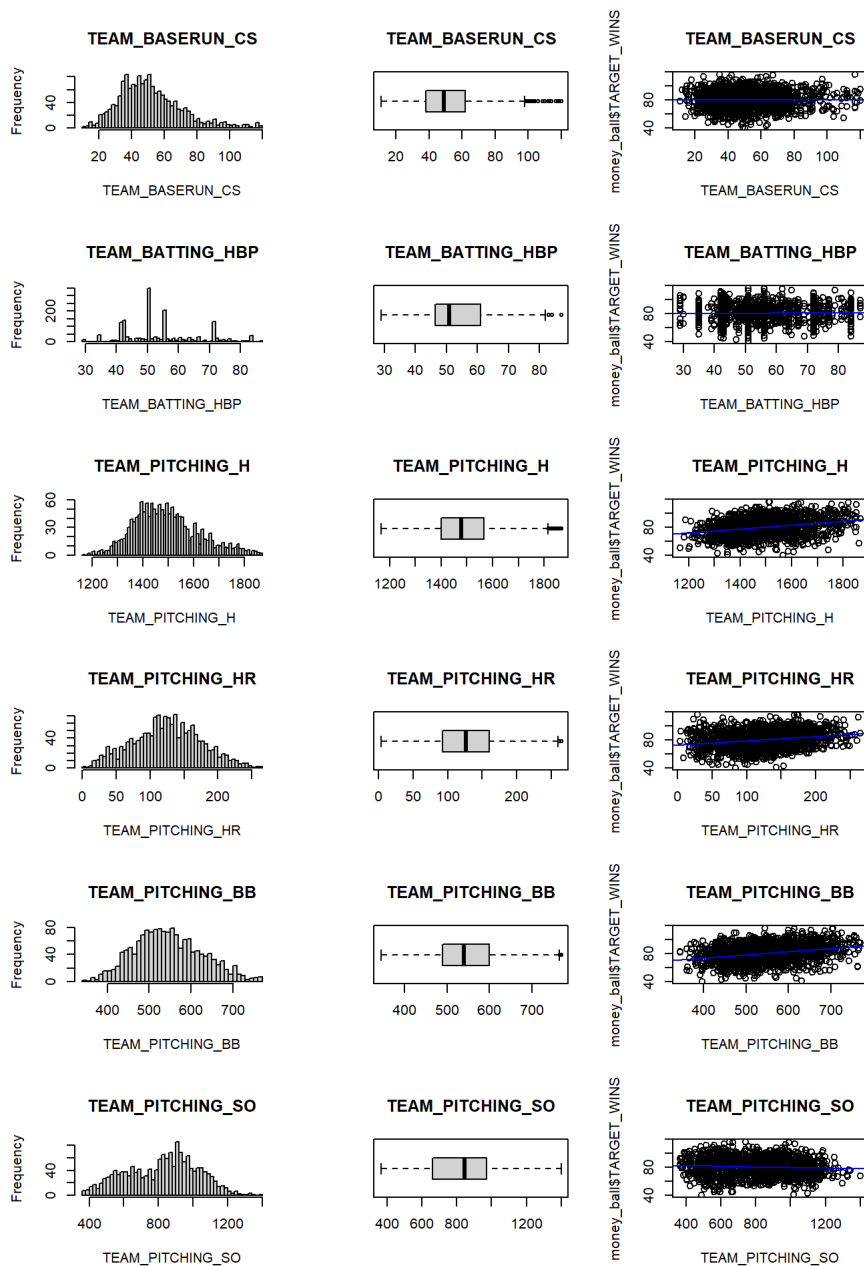 TEAM_BASERUN_CS
Frequency
40
0
20 40 60 80 100
TEAM_BASERUN_CS
TEAM_BASERUN_CS
20 40 60 80 100
TEAM_BASERUN_CS
money_ball$TARGET_WINS
80
40
20 40 60 80 100 120
TEAM_BASERUN_CS
TEAM_BATTING_HBP
Frequency
200
0
30 40 50 60 70 80
TEAM_BATTING_HBP
TEAM_BATTING_HBP
30 40 50 60 70 80
TEAM_BATTING_HBP
money_ball$TARGET_WINS
80
40
30 40 50 60 70 80
TEAM_BATTING_HBP
TEAM_PITCHING_H
Frequency
60
30
0
1200 1400 1600 1800
TEAM_PITCHING_H
TEAM_PITCHING_H
1200 1400 1600 1800
TEAM_PITCHING_H
money_ball$TARGET_WINS
80
40
1200 1400 1600 1800
TEAM_PITCHING_H
TEAM_PITCHING_HR
Frequency
40
0
0 50 100 200
TEAM_PITCHING_HR
TEAM_PITCHING_HR
0 50 100 200
TEAM_PITCHING_HR
money_ball$TARGET_WINS
80
40
0 50 100 200
TEAM_PITCHING_HR
TEAM_PITCHING_BB
Frequency
80
40
0
400 500 600 700
TEAM_PITCHING_BB
TEAM_PITCHING_BB
400 500 600 700
TEAM_PITCHING_BB
money_ball$TARGET_WINS
80
40
400 500 600 700
TEAM_PITCHING_BB
TEAM_PITCHING_SO
Frequency
40
0
400 600 800 1200
TEAM_PITCHING_SO
TEAM_PITCHING_SO
400 600 800 1200
TEAM_PITCHING_SO
money_ball$TARGET_WINS
80
40
400 600 800 1200
TEAM_PITCHING_SO